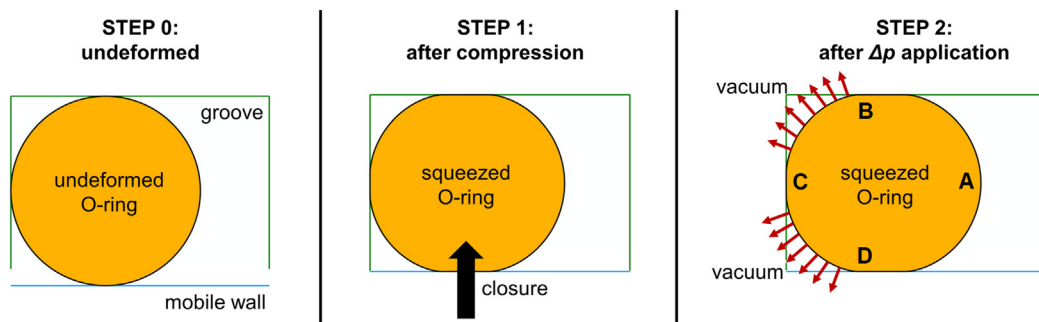 STEP 0:
undeformed
groove
undeformed
O-ring
mobile wall
STEP 1:
after compression
squeezed
O-ring
closure
STEP 2:
after Δp application
vacuum
B
C
squeezed
O-ring
A
D
vacuum